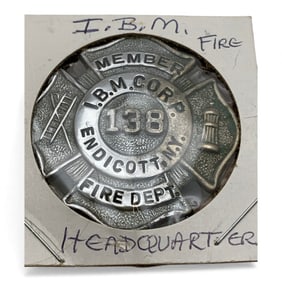 I.B.M.
FIRE
MEMBER
I.B.M. CORP.
138
ENDICOTT, N.Y.
FIRE DEPT.
HEADQUARTER